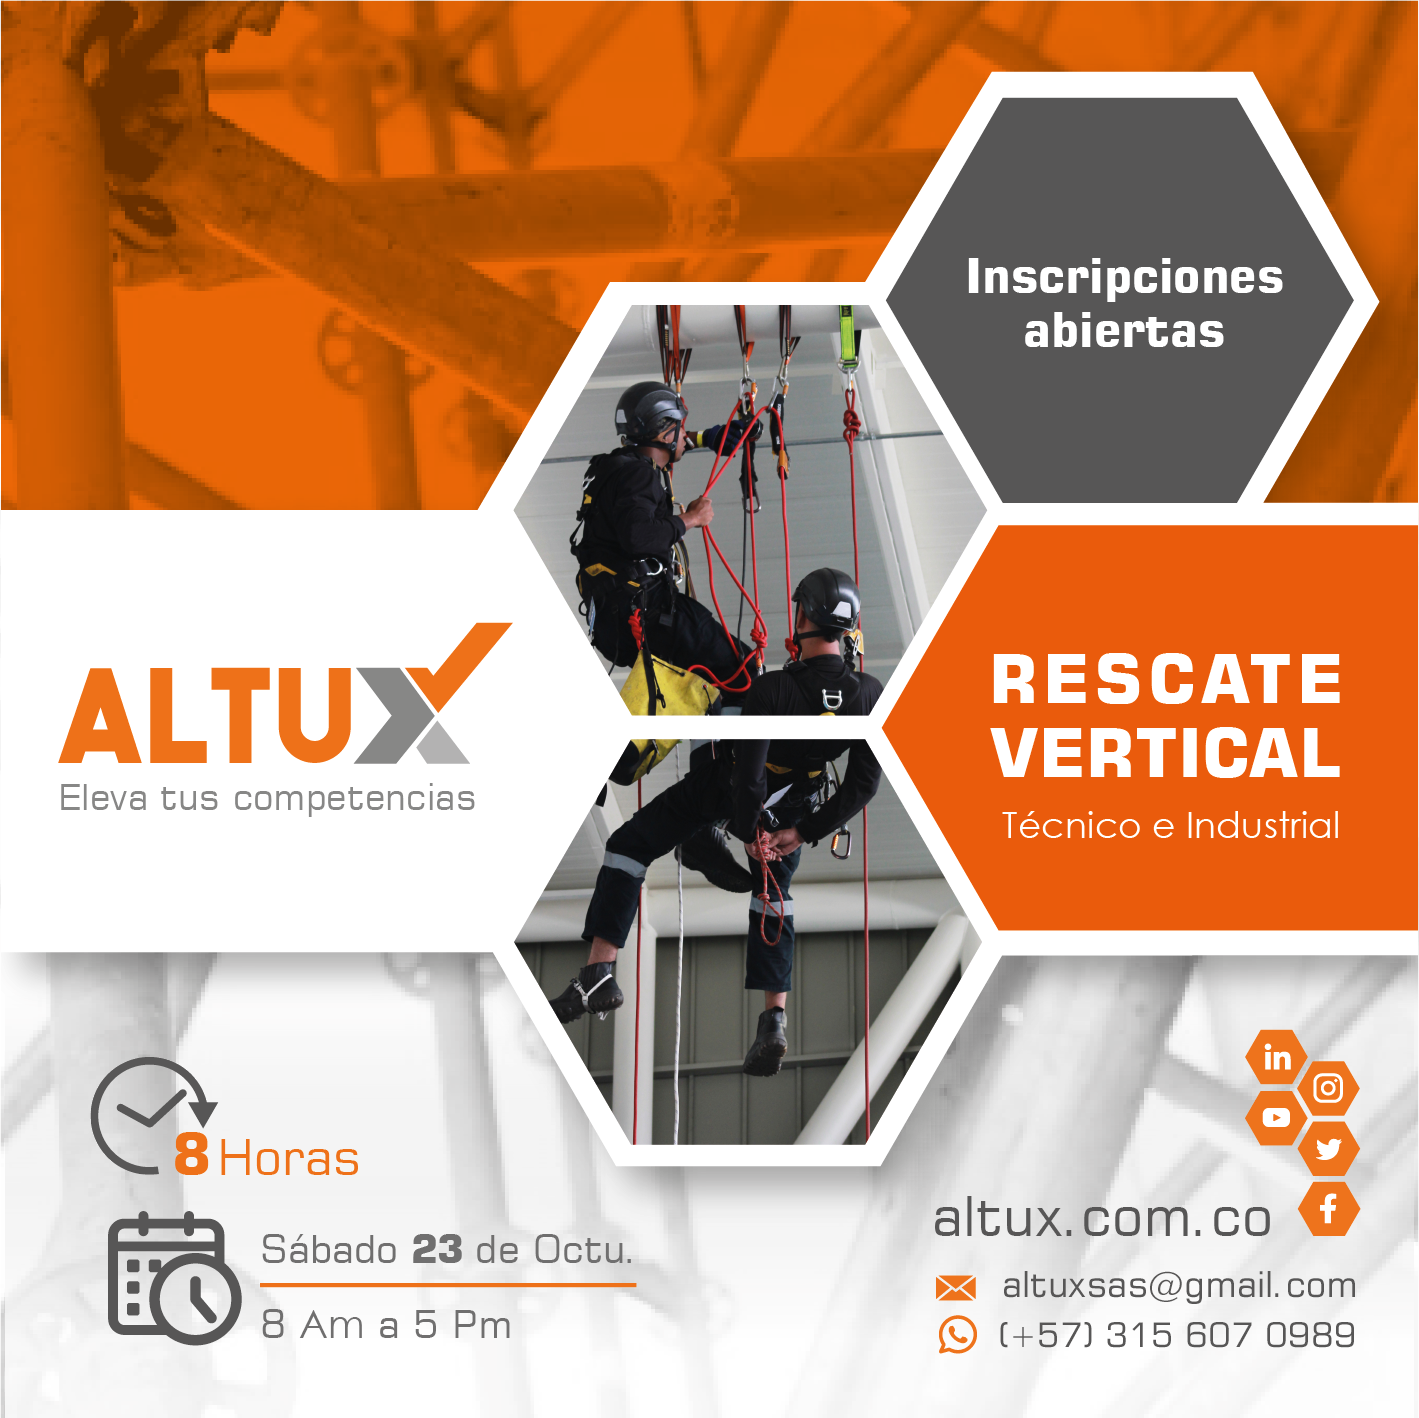 Inscripciones
abiertas
ALTUX
Eleva tus competencias
RESCATE
VERTICAL
Técnico e Industrial
8 Horas
Sábado 23 de Octu.
8 Am a 5 Pm
altux.com.co
altuxsas@gmail.com
(+57) 315 607 0989